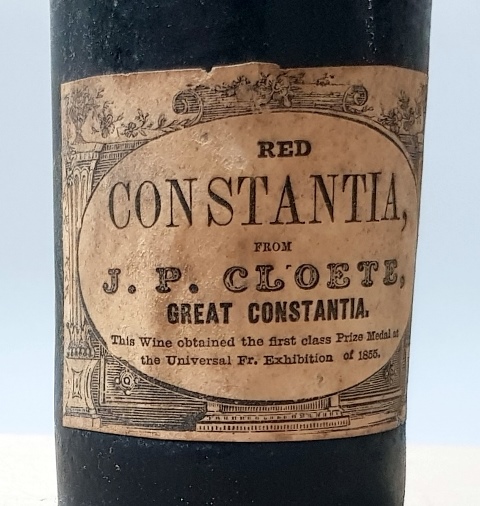 RED
CONSTANTIA,
FROM
J. P. CLOETE,
GREAT CONSTANTIA.
This Wine obtained the first class Prize Medal at
the Universal Fr. Exhibition of 1855.